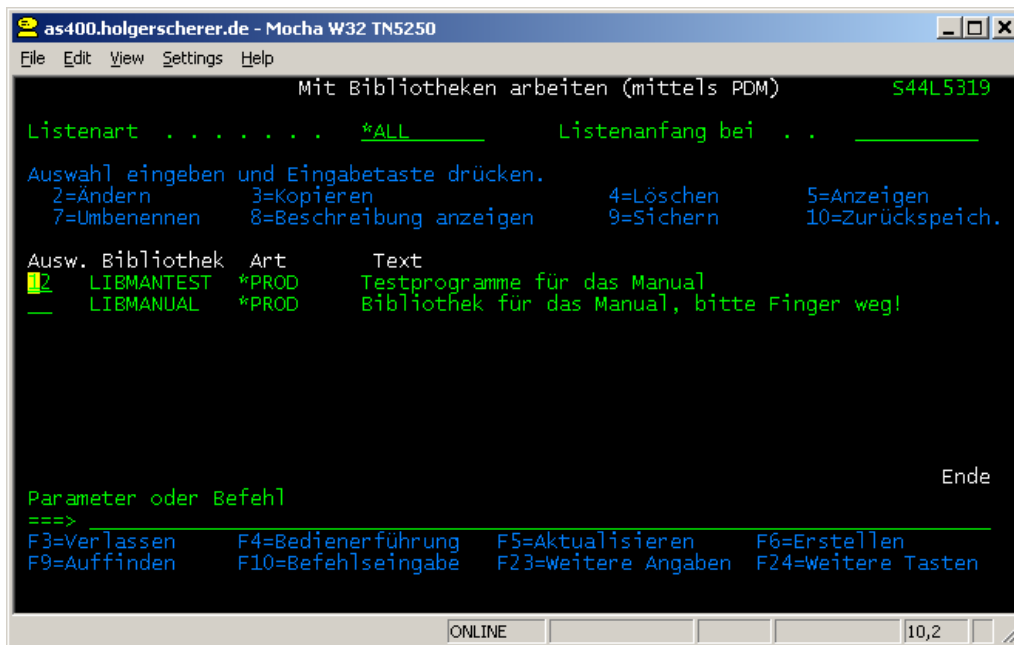 as400.holgerscherer.de - Mocha W32 TN5250
File Edit View Settings Help
Mit Bibliotheken arbeiten (mittels PDM) S44L5319
Listenart . . . . . . . *ALL______ Listenanfang bei . . __________
Auswahl eingeben und Eingabetaste drücken.
2=Ändern 3=Kopieren 4=Löschen 5=Anzeigen
7=Umbenennen 8=Beschreibung anzeigen 9=Sichern 10=Zurückspeich.
Ausw. Bibliothek Art Text
12 LIBMANTEST *PROD Testprogramme für das Manual
__ LIBMANUAL *PROD Bibliothek für das Manual, bitte Finger weg!
Ende
Parameter oder Befehl
===> 
F3=Verlassen F4=Bedienerführung F5=Aktualisieren F6=Erstellen
F9=Auffinden F10=Befehlseingabe F23=Weitere Angaben F24=Weitere Tasten
ONLINE 10,2